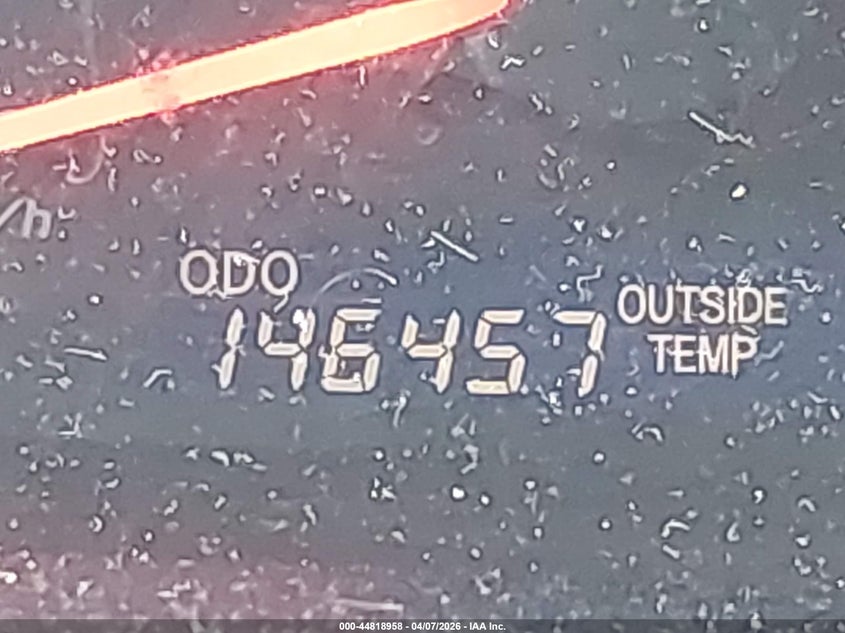 /h
ODO
146457
OUTSIDE
TEMP
000-44818958 - 04/07/2026 - IAA Inc.